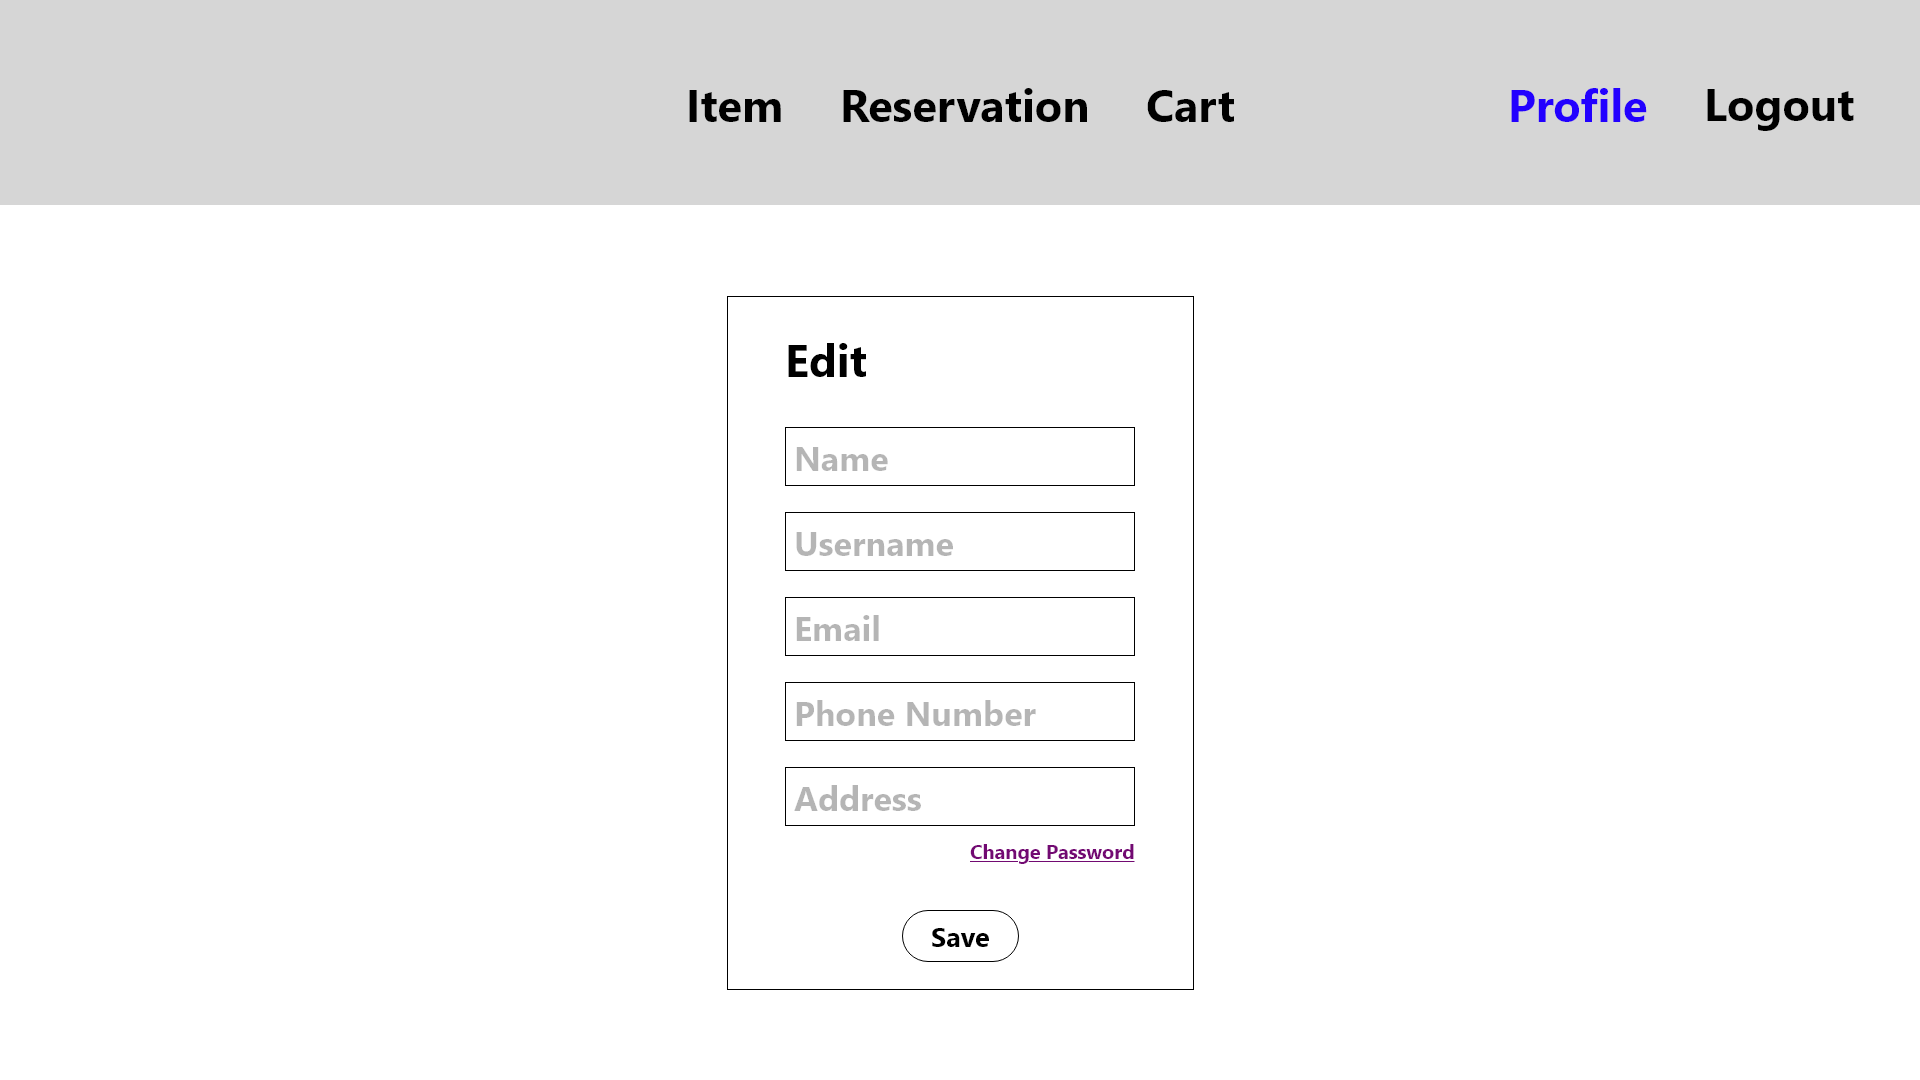 Item Reservation Cart Profile Logout
Edit
Name
Username
Email
Phone Number
Address
Change Password
Save